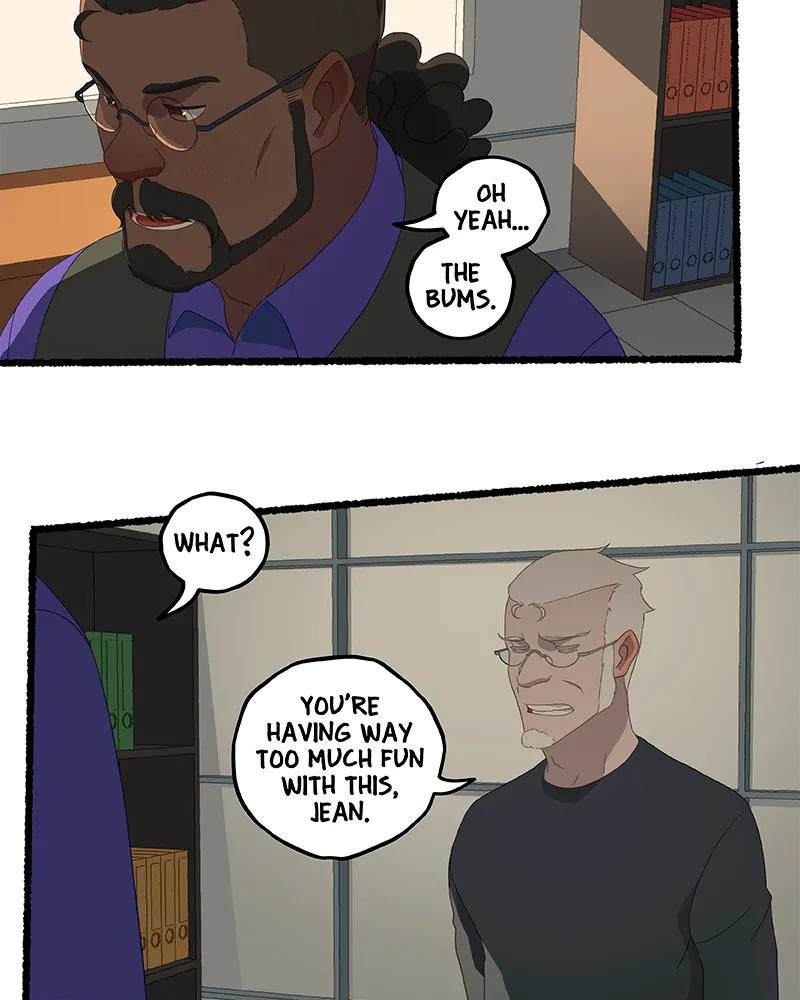 OH
YEAH...
THE
BUMS.
WHAT?
YOU'RE
HAVING WAY
TOO MUCH FUN
WITH THIS,
JEAN.